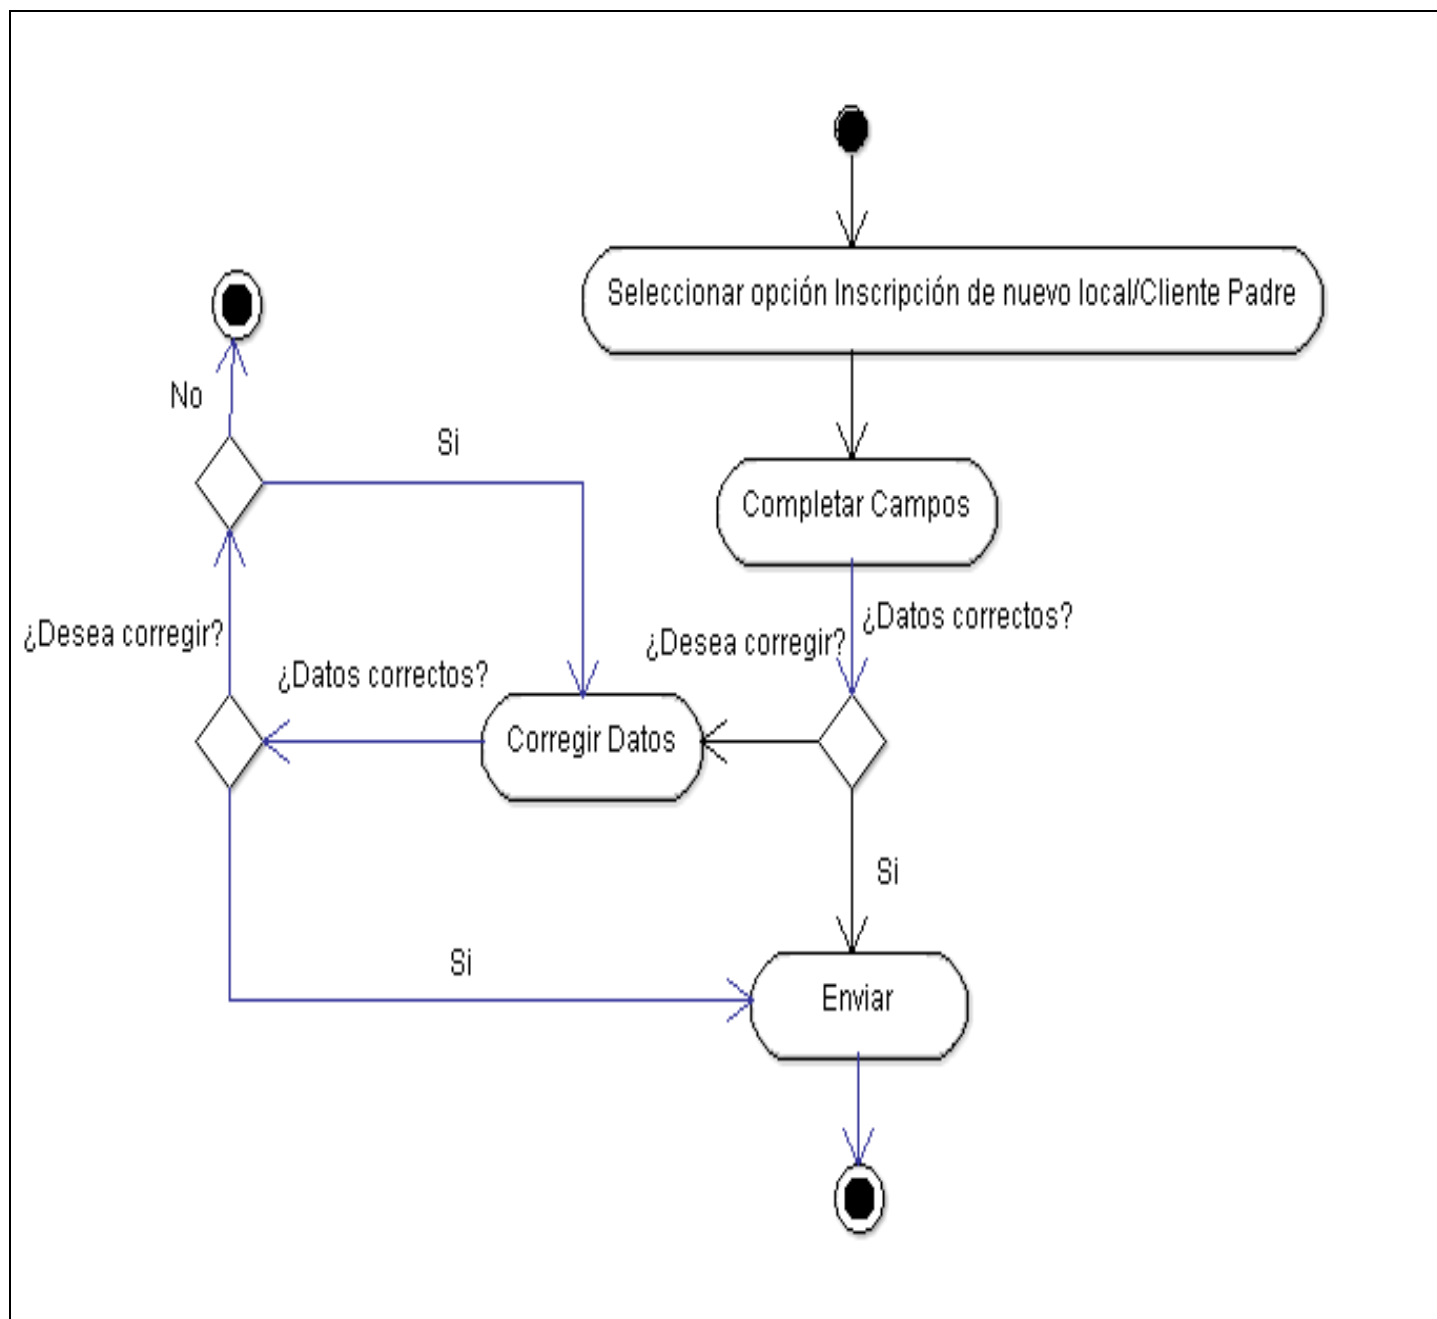 Seleccionar opción Inscripción de nuevo local/Cliente Padre
No
Si
Completar Campos
¿Desea corregir?
¿Datos correctos?
¿Desea corregir?
¿Datos correctos?
Corregir Datos
Si
Si
Enviar